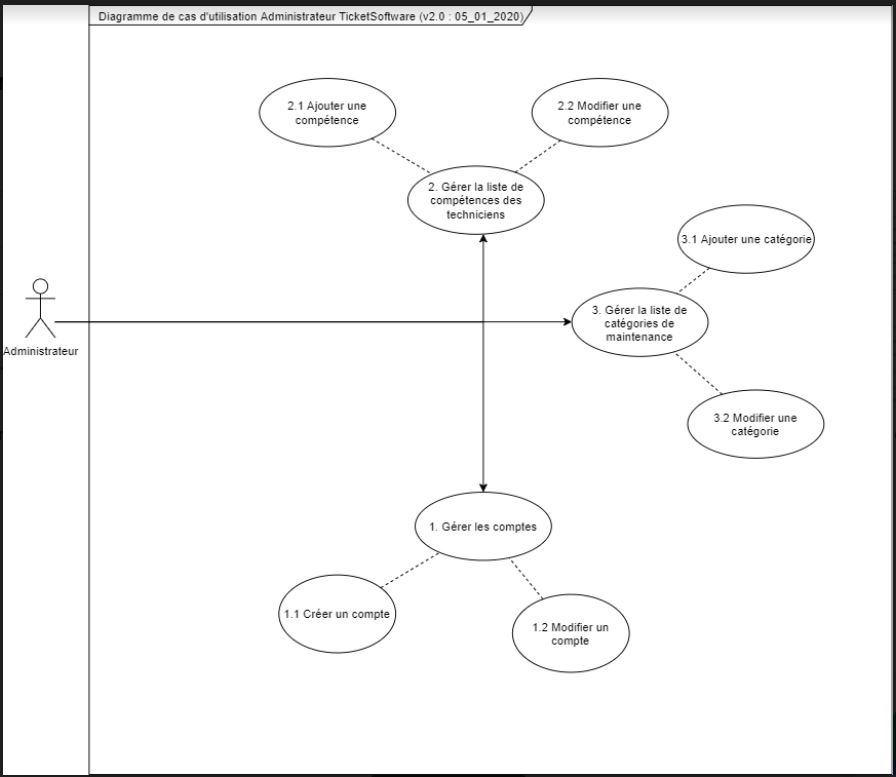 Diagramme de cas d'utilisation Administrateur TicketSoftware (v2.0 : 05_01_2020)
2.1 Ajouter une
compétence
2.2 Modifier une
compétence
2. Gérer la liste de
compétences des
techniciens
3.1 Ajouter une catégorie
3. Gérer la liste de
catégories de
maintenance
Administrateur
3.2 Modifier une
catégorie
1. Gérer les comptes
1.1 Créer un compte
1.2 Modifier un
compte